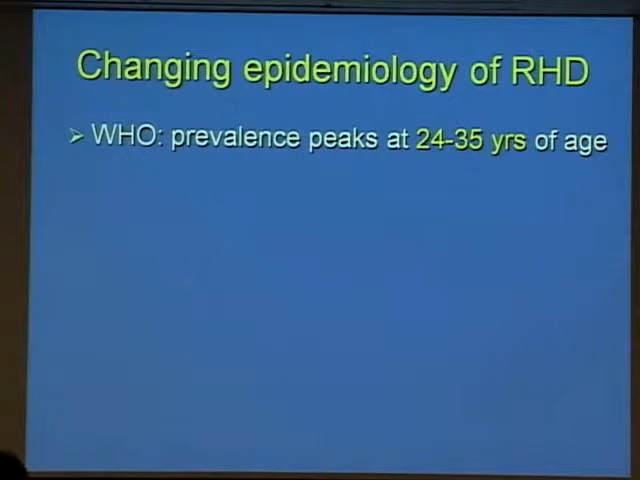 Changing epidemiology of RHD
➢ WHO: prevalence peaks at 24-35 yrs of age